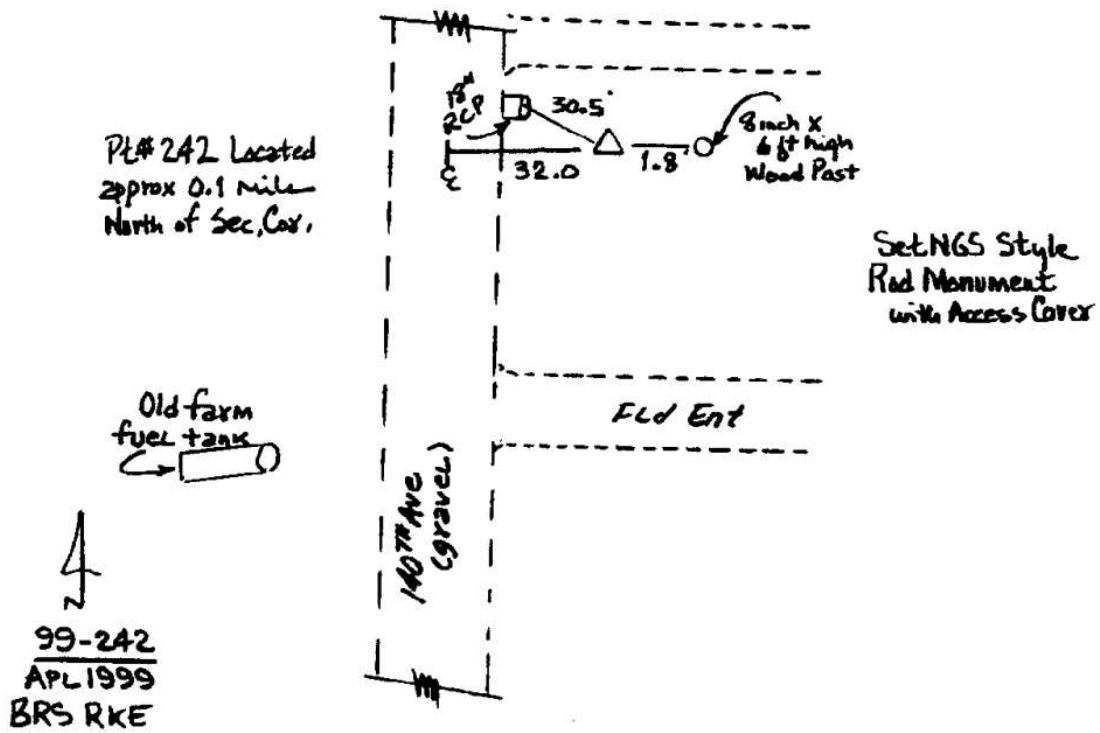 18"
RCP
30.5'
32.0
1.8'
℄
8 inch X
6 ft high
Wood Post
Pt# 242 Located
approx 0.1 mile
North of Sec. Cor.
Set NGS Style
Rod Monument
with Access Cover
Old farm
fuel tank
FLd Ent
140TH Ave
(gravel)
N
99-242
APL 1999
BRS RKE